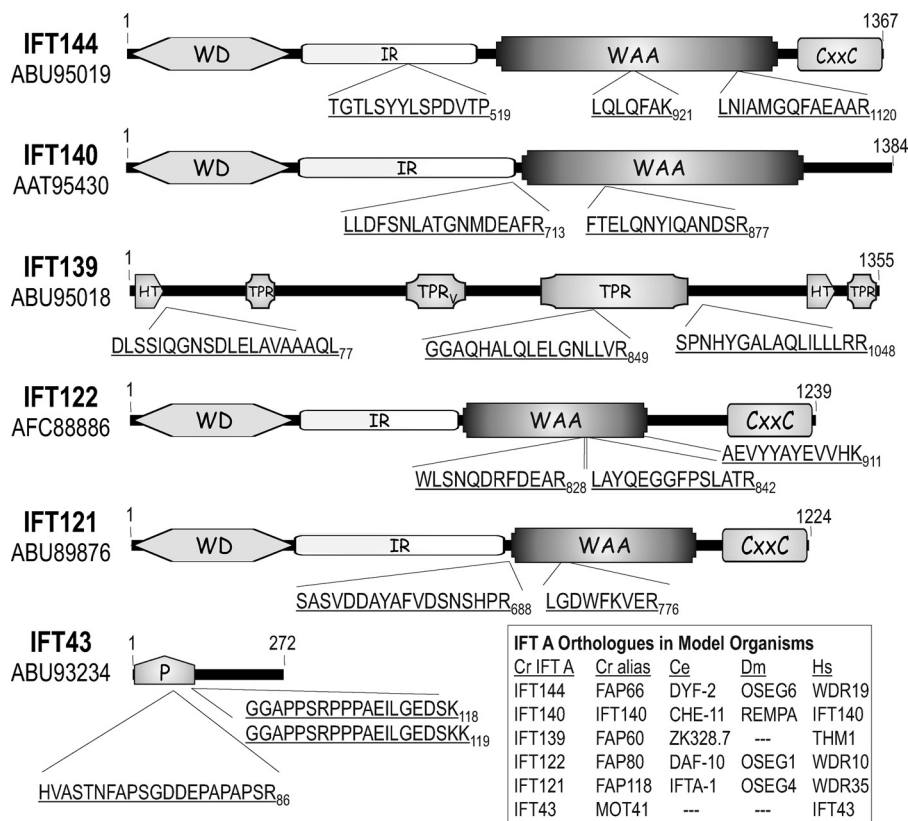 1 1367
IFT144 WD IR WAA CxxC
ABU95019
TGTLSYYLSPDVTP519 LQLQFAK921 LNIAMGQFAEAAR1120
1 1384
IFT140 WD IR WAA
AAT95430
LLDFSNLATGNMDEAFR713 FTELQNYIQANDSR877
1 1355
IFT139 HT TPR TPRV TPR HT TPR
ABU95018
DLSSIQGNSDLELAVAAAQL77 GGAQHALQLELGNLLVR849 SPNHYGALAQLILLLRR1048
1 1239
IFT122 WD IR WAA CxxC
AFC88886
AEVYYAYEVVHK911
WLSNQDRFDEAR828 LAYQEGGFPSLATR842
1 1224
IFT121 WD IR WAA CxxC
ABU89876
SASVDDAYAFVDSNSHPR688 LGDWFKVER776
IFT43 1 272
ABU93234 P
GGAPPSRPPPAEILGEDSK118
GGAPPSRPPPAEILGEDSKK119
HVASTNFAPSGDDEPAPAPSR86
IFT A Orthologues in Model Organisms
Cr IFT A Cr alias Ce Dm Hs
IFT144 FAP66 DYF-2 OSEG6 WDR19
IFT140 IFT140 CHE-11 REMPA IFT140
IFT139 FAP60 ZK328.7 --- THM1
IFT122 FAP80 DAF-10 OSEG1 WDR10
IFT121 FAP118 IFTA-1 OSEG4 WDR35
IFT43 MOT41 --- --- IFT43